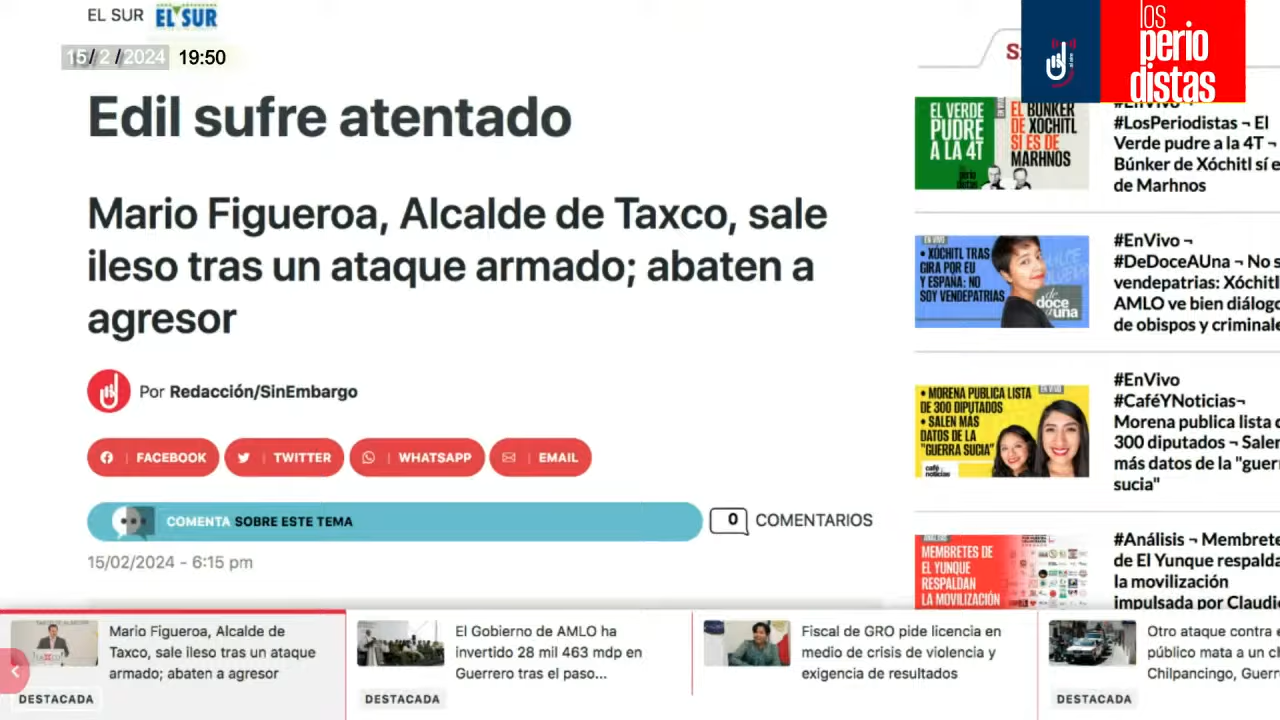 EL SUR EL SUR
15/ 2 /2024 19:50
los
perio
distas
Edil sufre atentado
Mario Figueroa, Alcalde de Taxco, sale
ileso tras un ataque armado; abaten a
agresor
Por Redacción/SinEmbargo
FACEBOOK
TWITTER
WHATSAPP
EMAIL
COMENTA SOBRE ESTE TEMA
0 COMENTARIOS
15/02/2024 - 6:15 pm
EL VERDE
PUDRE
A LA 4T
EL BÚNKER
DE XÓCHITL
SÍ ES DE
MARHNOS
#EnVivo ¬
#LosPeriodistas ¬ El
Verde pudre a la 4T ¬
Búnker de Xóchitl sí e
de Marhnos
EN VIVO
• XÓCHITL TRAS
GIRA POR EU
Y ESPAÑA: NO
SOY VENDEPATRIAS
de
doce
a una
#EnVivo ¬
#DeDoceAUna ¬ No s
vendepatrias: Xóchitl
AMLO ve bien diálogo
de obispos y criminale
• MORENA PUBLICA LISTA
DE 300 DIPUTADOS
• SALEN MÁS
DATOS DE LA
"GUERRA SUCIA"
EN VIVO
café
noticias
#EnVivo
#CaféYNoticias¬
Morena publica lista d
300 diputados ¬ Salen
más datos de la "guerr
sucia"
ANÁLISIS
MEMBRETES DE
EL YUNQUE
RESPALDAN
LA MOVILIZACIÓN
#Análisis ¬ Membrete
de El Yunque respalda
la movilización
impulsada por Claudio
Mario Figueroa, Alcalde de
Taxco, sale ileso tras un ataque
armado; abaten a agresor
DESTACADA
El Gobierno de AMLO ha
invertido 28 mil 463 mdp en
Guerrero tras el paso...
DESTACADA
Fiscal de GRO pide licencia en
medio de crisis de violencia y
exigencia de resultados
Otro ataque contra e
público mata a un ch
Chilpancingo, Guerr
DESTACADA